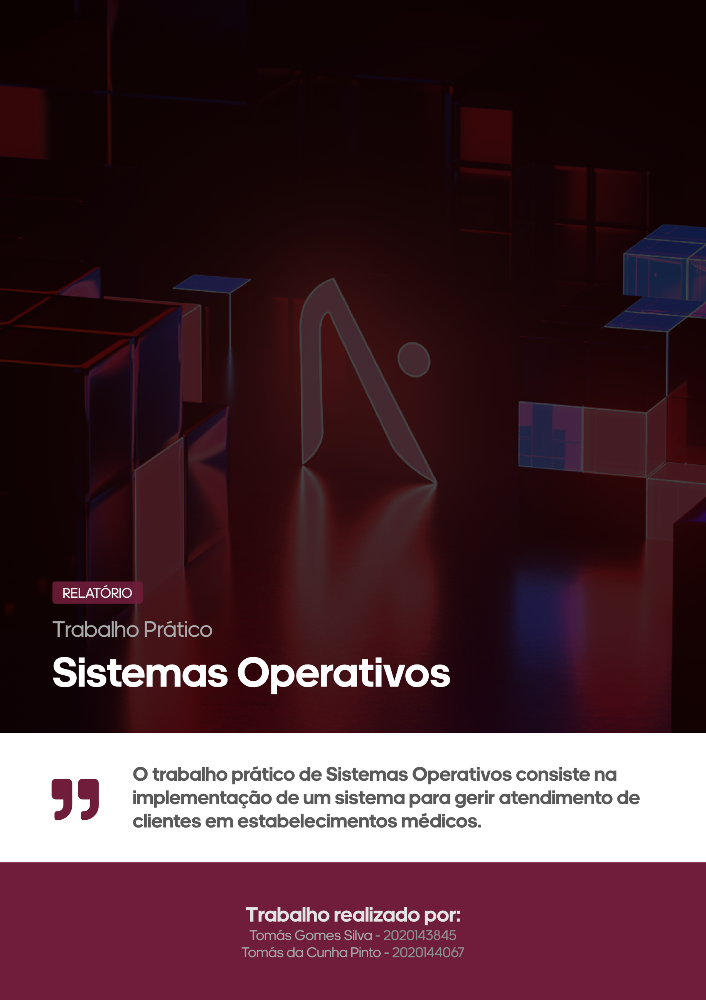 RELATÓRIO
Trabalho Prático
Sistemas Operativos
O trabalho prático de Sistemas Operativos consiste na
implementação de um sistema para gerir atendimento de
clientes em estabelecimentos médicos.
Trabalho realizado por:
Tomás Gomes Silva - 2020143845
Tomás da Cunha Pinto - 2020144067